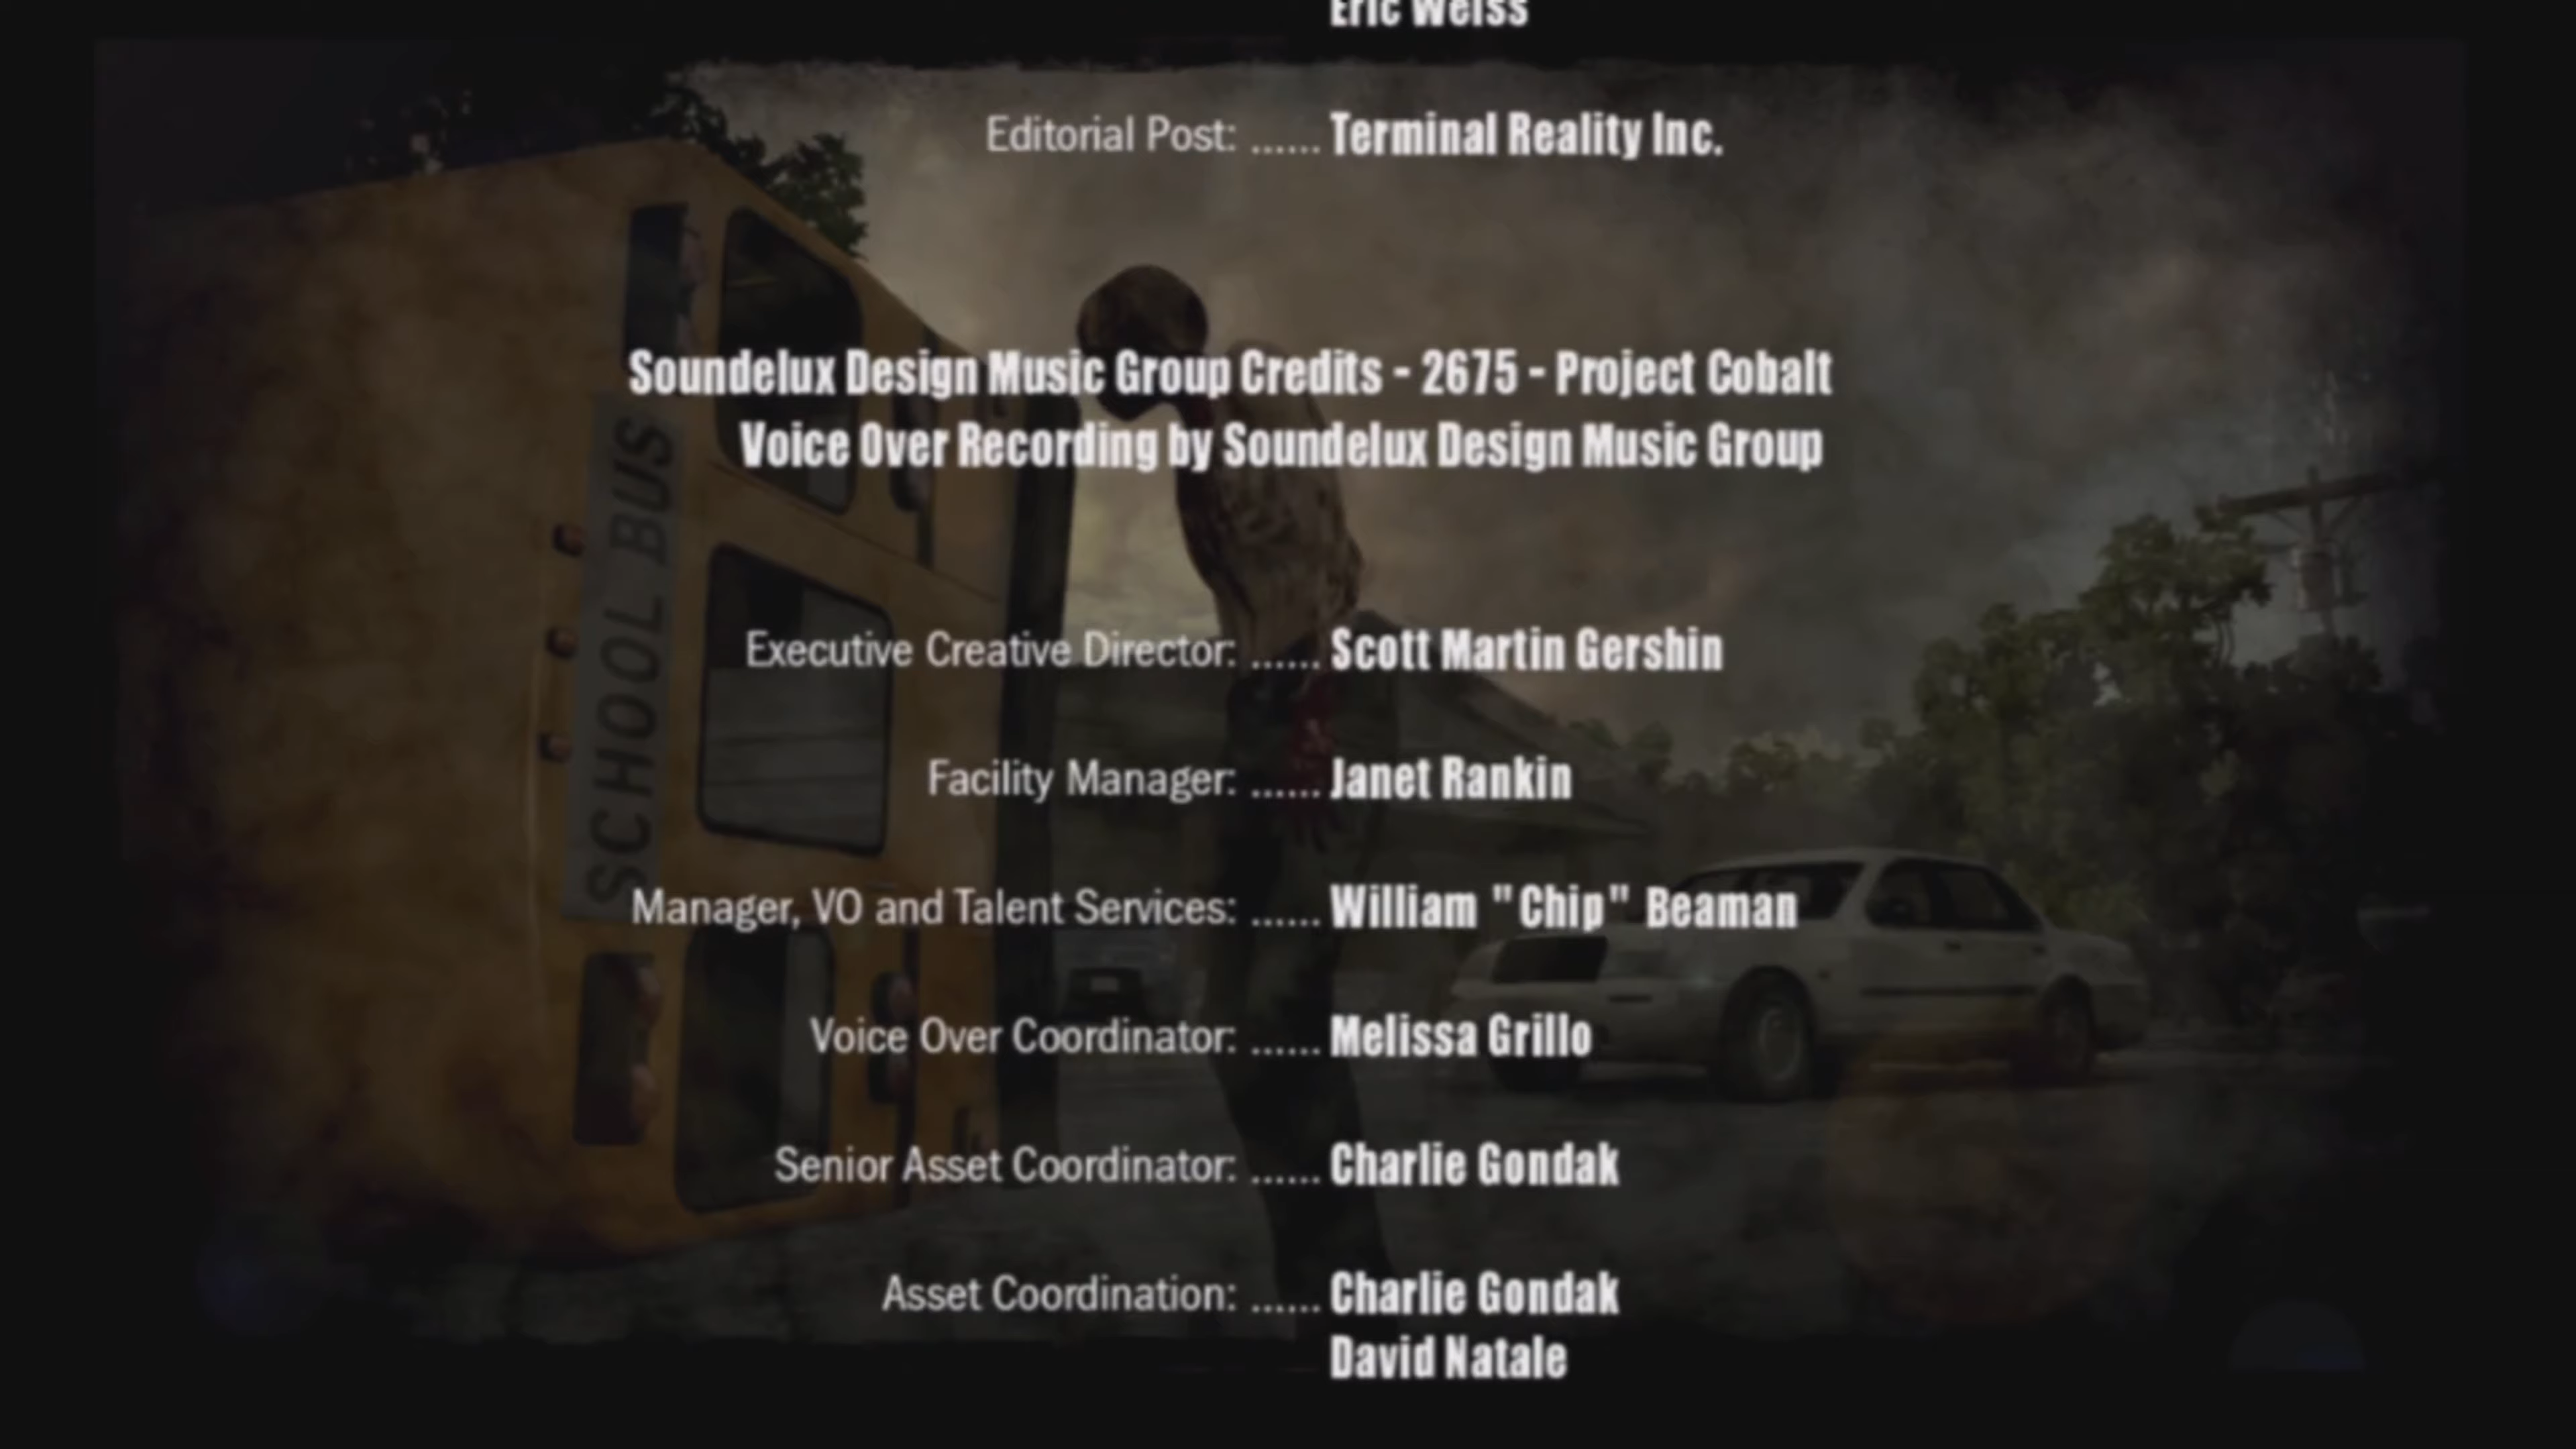 Eric Weiss
Editorial Post: ...... Terminal Reality Inc.
Soundelux Design Music Group Credits - 2675 - Project Cobalt
Voice Over Recording by Soundelux Design Music Group
Executive Creative Director: ...... Scott Martin Gershin
Facility Manager: ...... Janet Rankin
Manager, VO and Talent Services: ...... William "Chip" Beaman
Voice Over Coordinator: ...... Melissa Grillo
Senior Asset Coordinator: ...... Charlie Gondak
Asset Coordination: ...... Charlie Gondak
David Natale
SCHOOL BUS